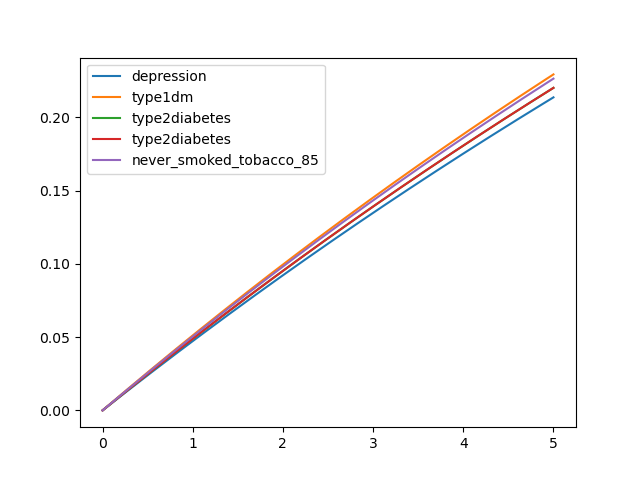 depression
type1dm
type2diabetes
type2diabetes
never_smoked_tobacco_85
0.20
0.15
0.10
0.05
0.00
0 1 2 3 4 5